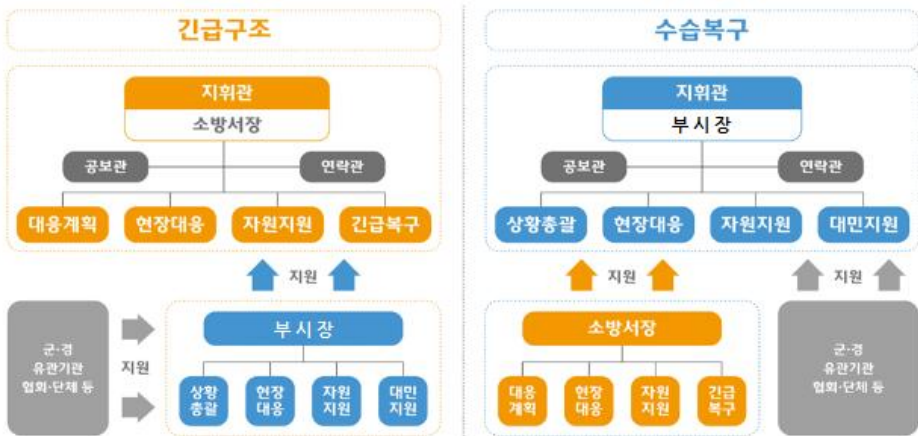 긴급구조
지휘관
소방서장
공보관
연락관
대응계획
현장대응
자원지원
긴급복구
지원
군·경
유관기관
협회·단체 등
지원
부 시 장
상황
총괄
현장
대응
자원
지원
대민
지원
수습복구
지휘관
부 시 장
공보관
연락관
상황총괄
현장대응
자원지원
대민지원
지원
지원
소방서장
대응
계획
현장
대응
자원
지원
긴급
복구
군·경
유관기관
협회·단체 등